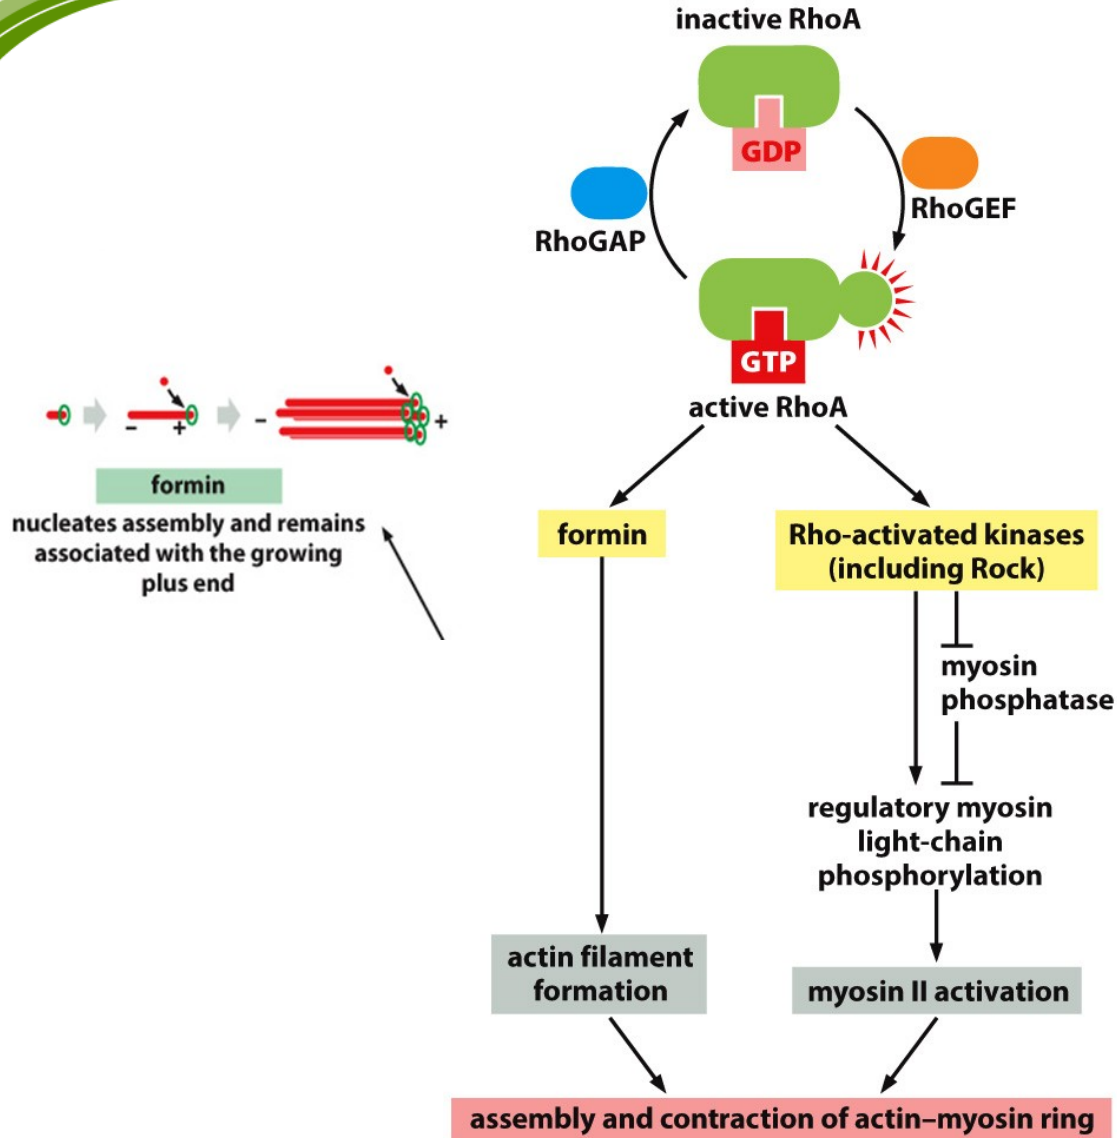 inactive RhoA
GDP
RhoGAP
RhoGEF
GTP
active RhoA
– + – +
formin
nucleates assembly and remains
associated with the growing
plus end
formin
Rho-activated kinases
(including Rock)
myosin
phosphatase
regulatory myosin
light-chain
phosphorylation
actin filament
formation
myosin II activation
assembly and contraction of actin–myosin ring